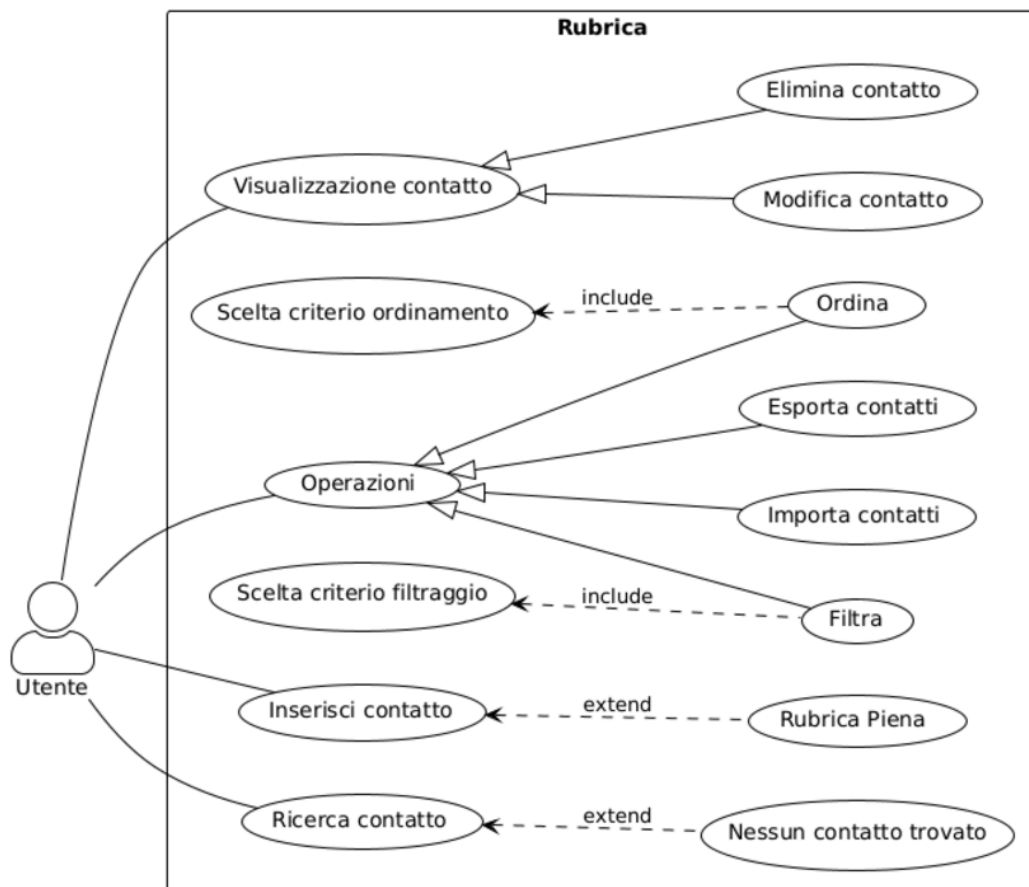 Rubrica
Elimina contatto
Visualizzazione contatto
Modifica contatto
Scelta criterio ordinamento
include
Ordina
Esporta contatti
Operazioni
Importa contatti
Scelta criterio filtraggio
include
Filtra
Utente
Inserisci contatto
extend
Rubrica Piena
Ricerca contatto
extend
Nessun contatto trovato